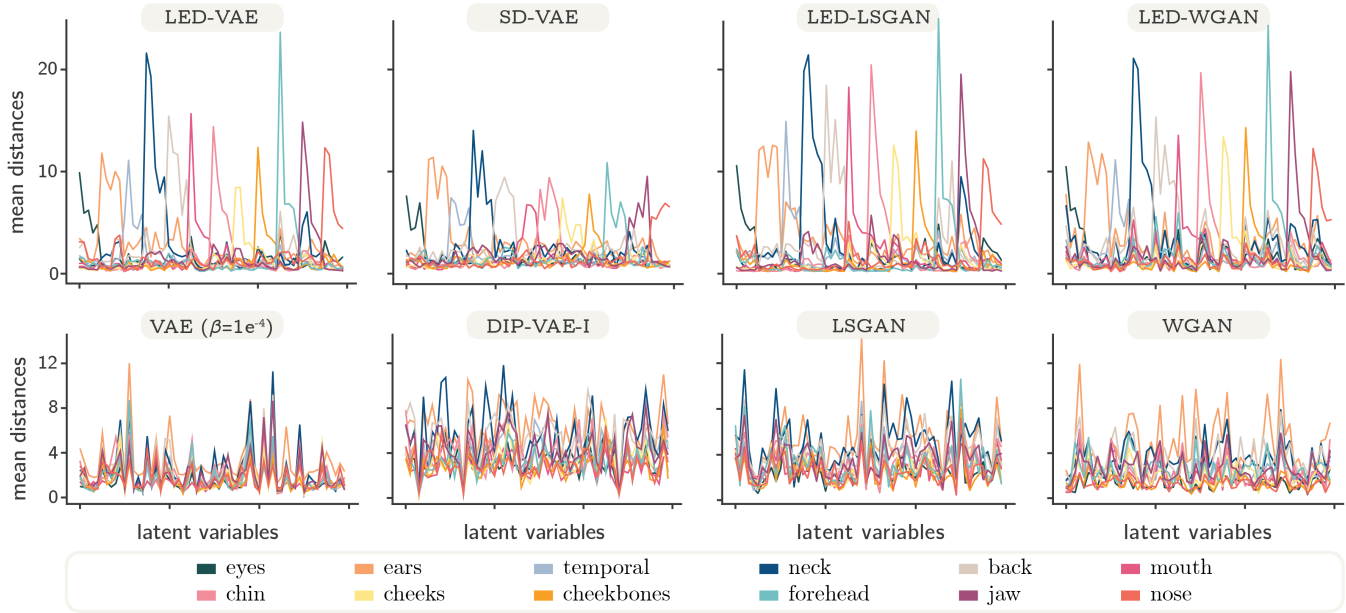 LED-VAE SD-VAE LED-LSGAN LED-WGAN
mean distances
20
10
0
VAE (β=1e⁻⁴) DIP-VAE-I LSGAN WGAN
mean distances
12
8
4
0
latent variables latent variables latent variables latent variables
eyes ears temporal neck back mouth
chin cheeks cheekbones forehead jaw nose